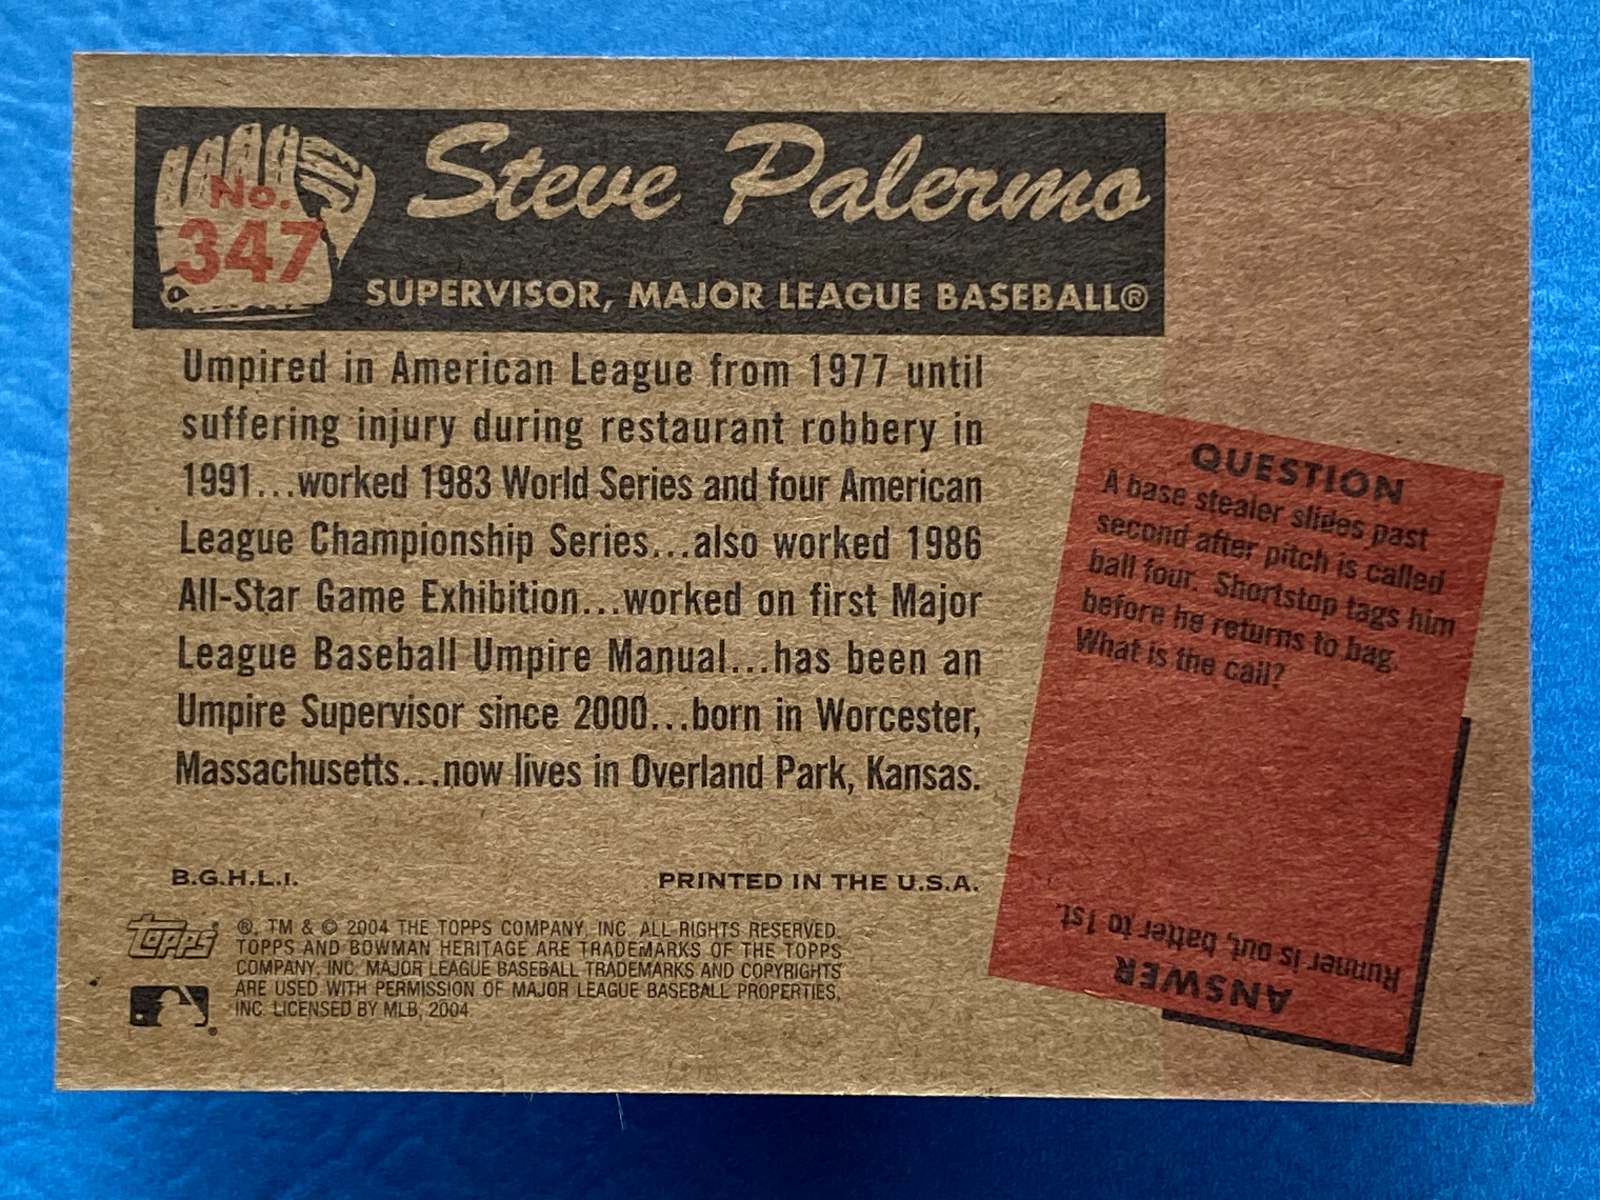 No.
347
Steve Palermo
SUPERVISOR, MAJOR LEAGUE BASEBALL®
Umpired in American League from 1977 until
suffering injury during restaurant robbery in
1991...worked 1983 World Series and four American
League Championship Series...also worked 1986
All-Star Game Exhibition...worked on first Major
League Baseball Umpire Manual...has been an
Umpire Supervisor since 2000...born in Worcester,
Massachusetts...now lives in Overland Park, Kansas.
B.G.H.L.I.
PRINTED IN THE U.S.A.
Topps
®, TM & © 2004 THE TOPPS COMPANY, INC. ALL RIGHTS RESERVED.
TOPPS AND BOWMAN HERITAGE ARE TRADEMARKS OF THE TOPPS
COMPANY, INC. MAJOR LEAGUE BASEBALL TRADEMARKS AND COPYRIGHTS
ARE USED WITH PERMISSION OF MAJOR LEAGUE BASEBALL PROPERTIES,
INC. LICENSED BY MLB, 2004.
QUESTION
A base stealer slides past
second after pitch is called
ball four. Shortstop tags him
before he returns to bag.
What is the call?
ANSWER
Runner is out, batter to 1st.